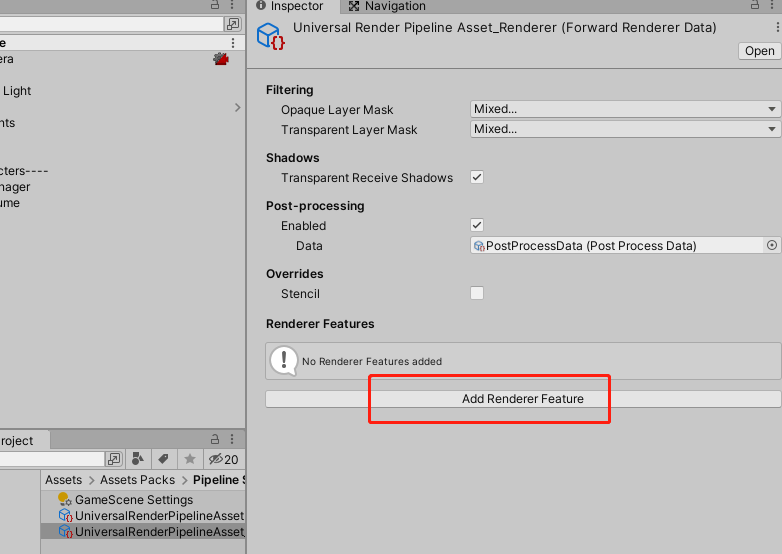 Inspector
Navigation
Universal Render Pipeline Asset_Renderer (Forward Renderer Data)
Open
Light
Filtering
Opaque Layer Mask
Mixed...
Transparent Layer Mask
Mixed...
Shadows
Transparent Receive Shadows
Post-processing
Enabled
Data
PostProcessData (Post Process Data)
Overrides
Stencil
Renderer Features
No Renderer Features added
Add Renderer Feature
e
era
nts
cters----
nager
ume
roject
20
Assets > Assets Packs > Pipeline S
GameScene Settings
UniversalRenderPipelineAsset
UniversalRenderPipelineAsset_